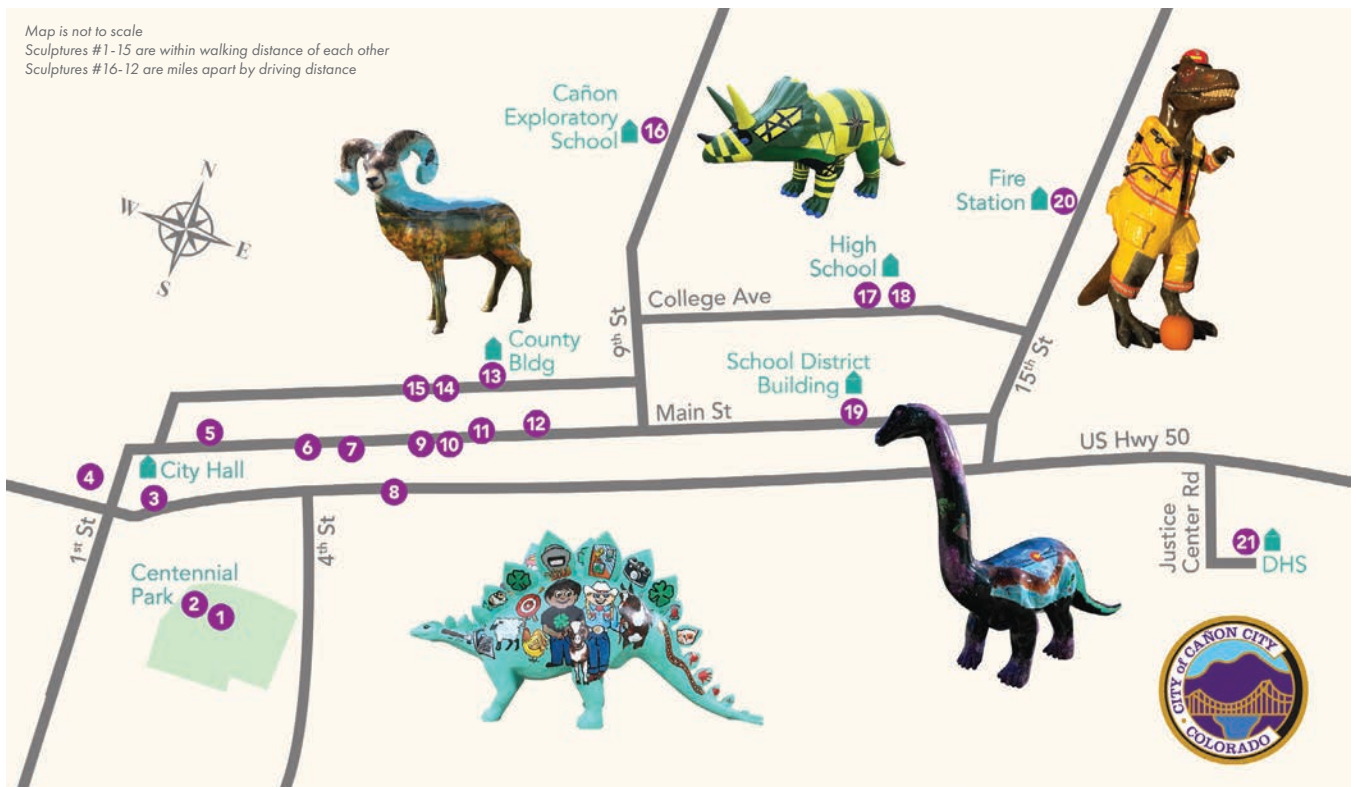 Map is not to scale
Sculptures #1-15 are within walking distance of each other
Sculptures #16-12 are miles apart by driving distance
N
W
E
S
Cañon
Exploratory
School
16
Fire
Station
20
High
School
17
18
College Ave
9th St
15th St
County
Bldg
13
15
14
School District
Building
19
Main St
5
6
7
9
10
11
12
US Hwy 50
4
City Hall
3
8
1st St
4th St
Justice
Center Rd
21
DHS
Centennial
Park
2
1
CITY of CAÑON CITY
COLORADO